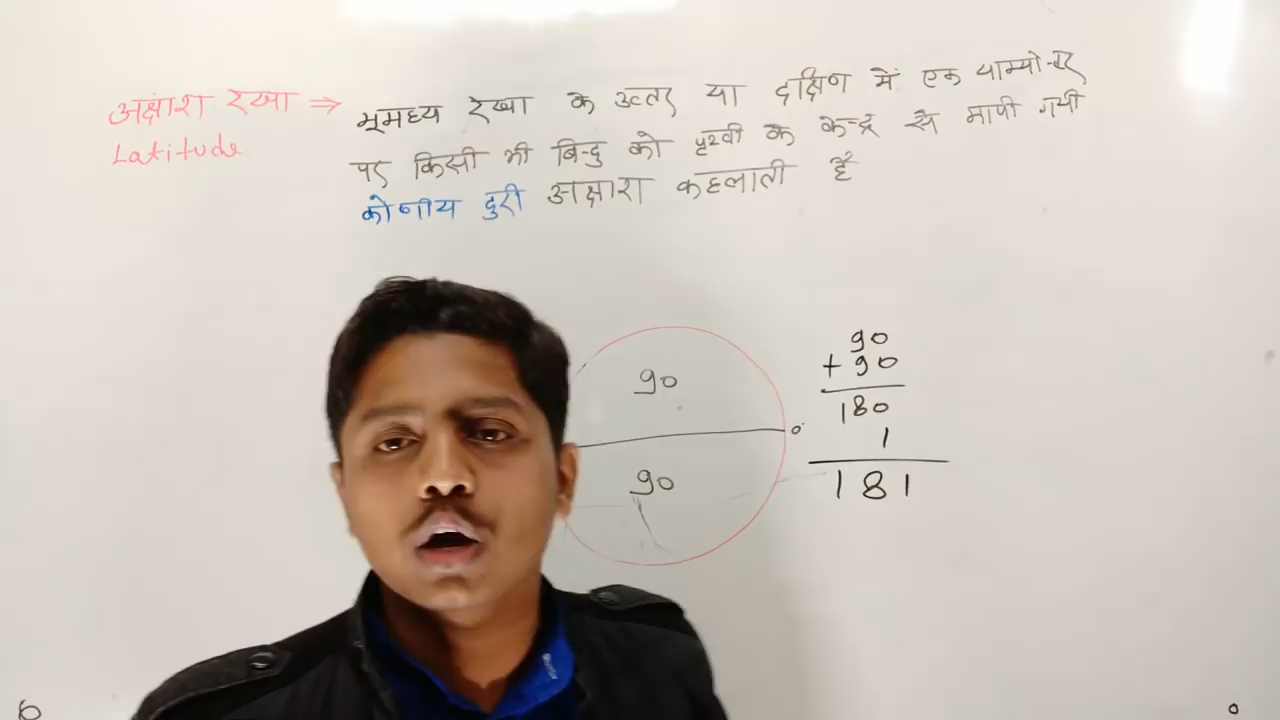 अक्षांश रेखा ⇒ भूमध्य रेखा के उत्तर या दक्षिण में एक याम्योत्तर
Latitude पर किसी भी बिन्दु को पृथ्वी के केन्द्र से मापी गयी
कोणीय दुरी अक्षारा कहलाती हैं
90
90
0°
90
+ 90
180
1
181